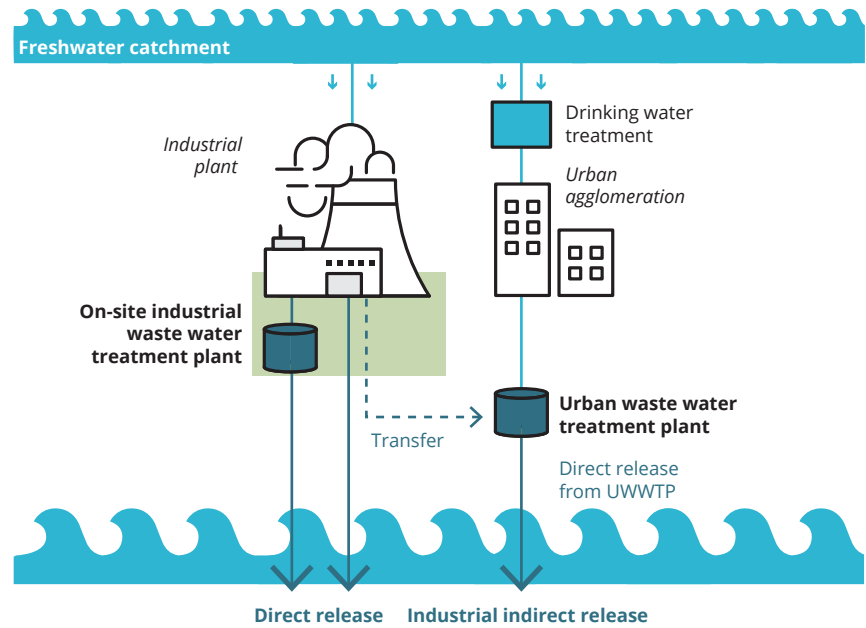 Freshwater catchment
Industrial
plant
Drinking water
treatment
Urban
agglomeration
On-site industrial
waste water
treatment plant
Transfer
Urban waste water
treatment plant
Direct release
from UWWTP
Direct release
Industrial indirect release